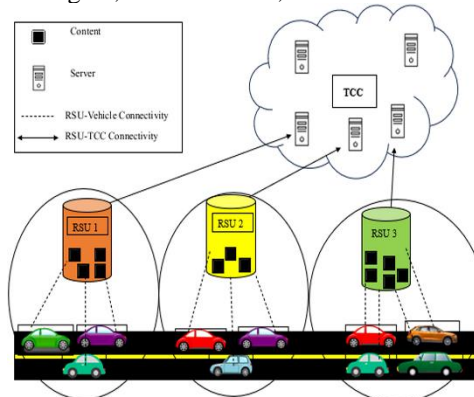 Content
Server
RSU-Vehicle Connectivity
RSU-TCC Connectivity
TCC
RSU 1
RSU 2
RSU 3